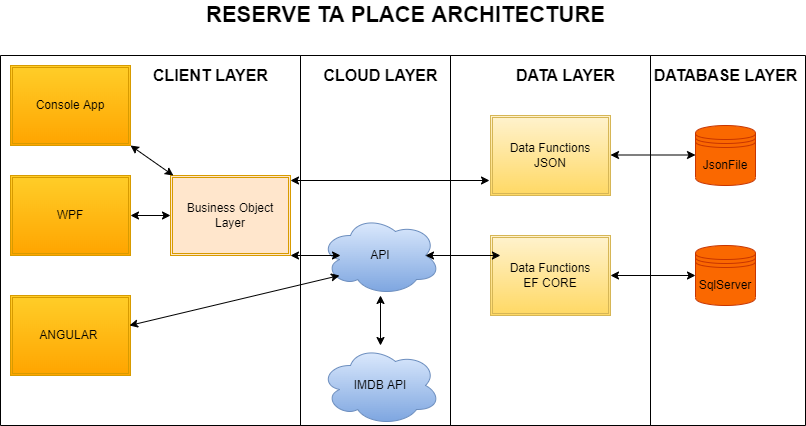 RESERVE TA PLACE ARCHITECTURE
CLIENT LAYER
CLOUD LAYER
DATA LAYER
DATABASE LAYER
Console App
Data Functions
JSON
JsonFile
WPF
Business Object
Layer
API
Data Functions
EF CORE
SqlServer
ANGULAR
IMDB API